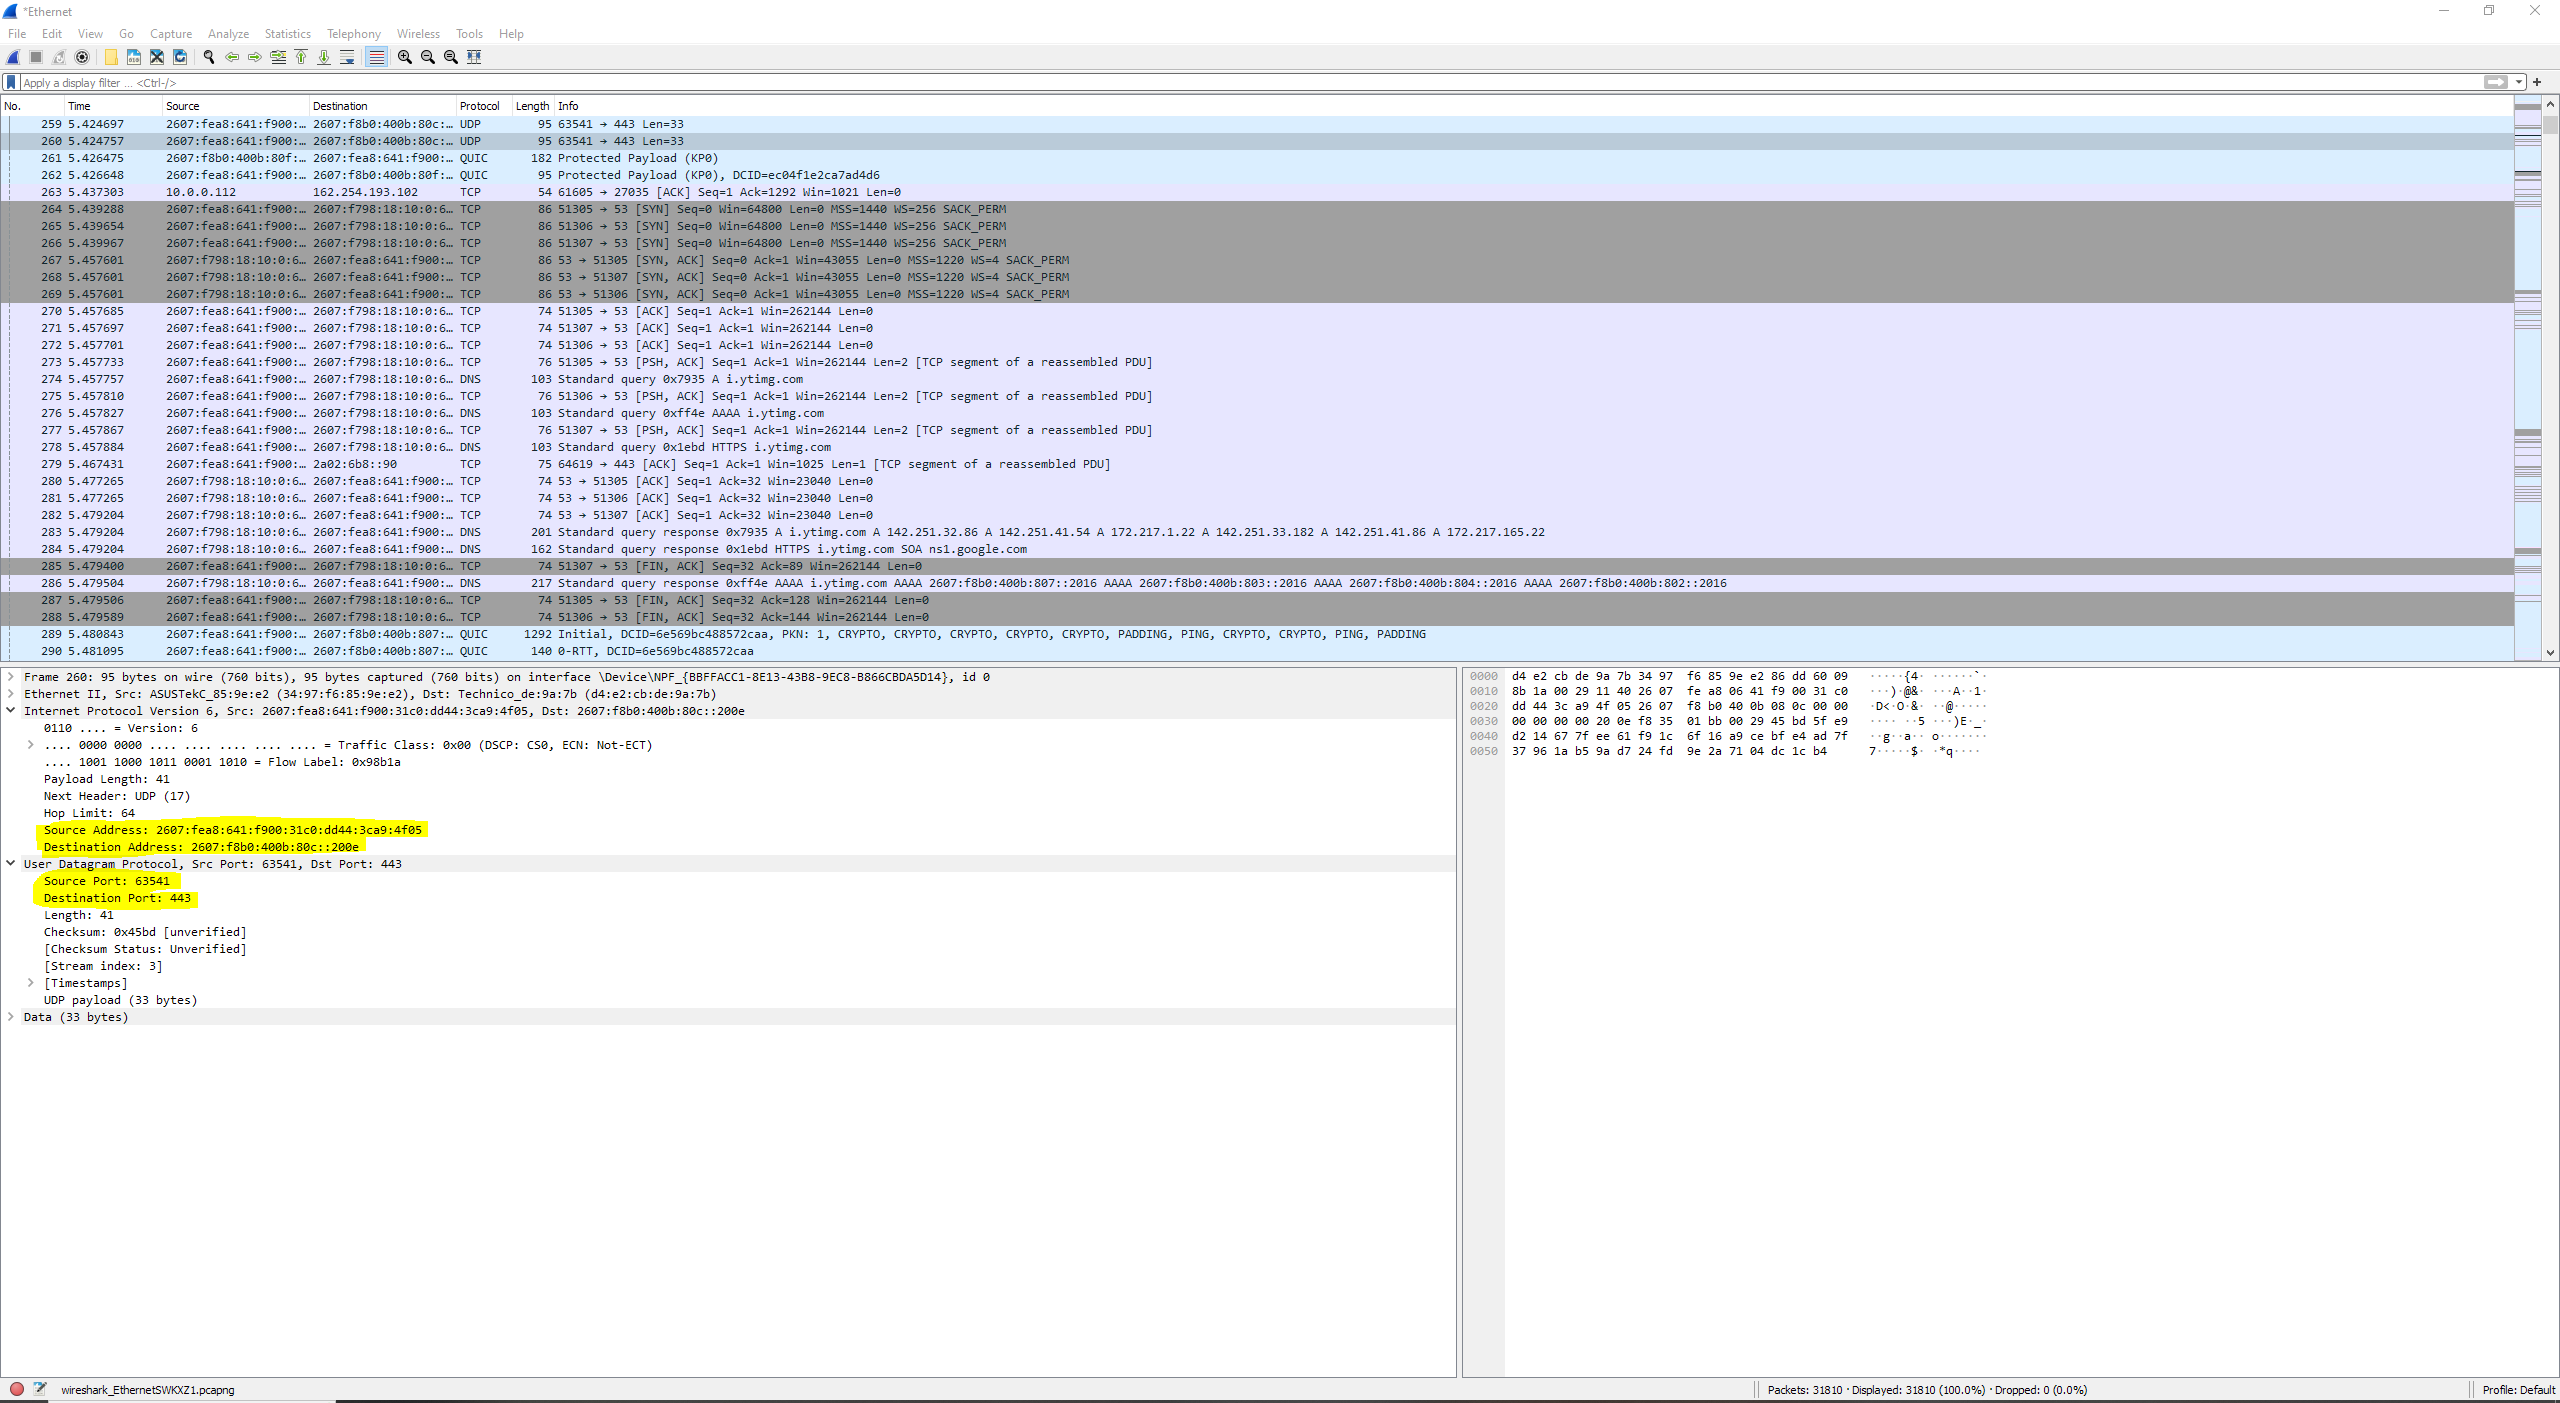 *Ethernet
File Edit View Go Capture Analyze Statistics Telephony Wireless Tools Help
Apply a display filter ... <Ctrl-/>
No. Time Source Destination Protocol Length Info
259 5.424697 2607:fea8:641:f900:… 2607:f8b0:400b:80c:… UDP 95 63541 → 443 Len=33
260 5.424757 2607:fea8:641:f900:… 2607:f8b0:400b:80c:… UDP 95 63541 → 443 Len=33
261 5.426475 2607:f8b0:400b:80f:… 2607:fea8:641:f900:… QUIC 182 Protected Payload (KP0)
262 5.426648 2607:fea8:641:f900:… 2607:f8b0:400b:80f:… QUIC 95 Protected Payload (KP0), DCID=ec04f1e2ca7ad4d6
263 5.437303 10.0.0.112 162.254.193.102 TCP 54 61605 → 27035 [ACK] Seq=1 Ack=1292 Win=1021 Len=0
264 5.439288 2607:fea8:641:f900:… 2607:f798:18:10:0:6… TCP 86 51305 → 53 [SYN] Seq=0 Win=64800 Len=0 MSS=1440 WS=256 SACK_PERM
265 5.439654 2607:fea8:641:f900:… 2607:f798:18:10:0:6… TCP 86 51306 → 53 [SYN] Seq=0 Win=64800 Len=0 MSS=1440 WS=256 SACK_PERM
266 5.439967 2607:fea8:641:f900:… 2607:f798:18:10:0:6… TCP 86 51307 → 53 [SYN] Seq=0 Win=64800 Len=0 MSS=1440 WS=256 SACK_PERM
267 5.457601 2607:f798:18:10:0:6… 2607:fea8:641:f900:… TCP 86 53 → 51305 [SYN, ACK] Seq=0 Ack=1 Win=43055 Len=0 MSS=1220 WS=4 SACK_PERM
268 5.457601 2607:f798:18:10:0:6… 2607:fea8:641:f900:… TCP 86 53 → 51307 [SYN, ACK] Seq=0 Ack=1 Win=43055 Len=0 MSS=1220 WS=4 SACK_PERM
269 5.457601 2607:f798:18:10:0:6… 2607:fea8:641:f900:… TCP 86 53 → 51306 [SYN, ACK] Seq=0 Ack=1 Win=43055 Len=0 MSS=1220 WS=4 SACK_PERM
270 5.457685 2607:fea8:641:f900:… 2607:f798:18:10:0:6… TCP 74 51305 → 53 [ACK] Seq=1 Ack=1 Win=262144 Len=0
271 5.457697 2607:fea8:641:f900:… 2607:f798:18:10:0:6… TCP 74 51307 → 53 [ACK] Seq=1 Ack=1 Win=262144 Len=0
272 5.457701 2607:fea8:641:f900:… 2607:f798:18:10:0:6… TCP 74 51306 → 53 [ACK] Seq=1 Ack=1 Win=262144 Len=0
273 5.457733 2607:fea8:641:f900:… 2607:f798:18:10:0:6… TCP 76 51305 → 53 [PSH, ACK] Seq=1 Ack=1 Win=262144 Len=2 [TCP segment of a reassembled PDU]
274 5.457757 2607:fea8:641:f900:… 2607:f798:18:10:0:6… DNS 103 Standard query 0x7935 A i.ytimg.com
275 5.457810 2607:fea8:641:f900:… 2607:f798:18:10:0:6… TCP 76 51306 → 53 [PSH, ACK] Seq=1 Ack=1 Win=262144 Len=2 [TCP segment of a reassembled PDU]
276 5.457827 2607:fea8:641:f900:… 2607:f798:18:10:0:6… DNS 103 Standard query 0xff4e AAAA i.ytimg.com
277 5.457867 2607:fea8:641:f900:… 2607:f798:18:10:0:6… TCP 76 51307 → 53 [PSH, ACK] Seq=1 Ack=1 Win=262144 Len=2 [TCP segment of a reassembled PDU]
278 5.457884 2607:fea8:641:f900:… 2607:f798:18:10:0:6… DNS 103 Standard query 0x1ebd HTTPS i.ytimg.com
279 5.467431 2607:fea8:641:f900:… 2a02:6b8::90 TCP 75 64619 → 443 [ACK] Seq=1 Ack=1 Win=1025 Len=1 [TCP segment of a reassembled PDU]
280 5.477265 2607:f798:18:10:0:6… 2607:fea8:641:f900:… TCP 74 53 → 51305 [ACK] Seq=1 Ack=32 Win=23040 Len=0
281 5.477265 2607:f798:18:10:0:6… 2607:fea8:641:f900:… TCP 74 53 → 51306 [ACK] Seq=1 Ack=32 Win=23040 Len=0
282 5.479204 2607:f798:18:10:0:6… 2607:fea8:641:f900:… TCP 74 53 → 51307 [ACK] Seq=1 Ack=32 Win=23040 Len=0
283 5.479204 2607:f798:18:10:0:6… 2607:fea8:641:f900:… DNS 201 Standard query response 0x7935 A i.ytimg.com A 142.251.32.86 A 142.251.41.54 A 172.217.1.22 A 142.251.33.182 A 142.251.41.86 A 172.217.165.22
284 5.479204 2607:f798:18:10:0:6… 2607:fea8:641:f900:… DNS 162 Standard query response 0x1ebd HTTPS i.ytimg.com SOA ns1.google.com
285 5.479400 2607:fea8:641:f900:… 2607:f798:18:10:0:6… TCP 74 51307 → 53 [FIN, ACK] Seq=32 Ack=89 Win=262144 Len=0
286 5.479504 2607:f798:18:10:0:6… 2607:fea8:641:f900:… DNS 217 Standard query response 0xff4e AAAA i.ytimg.com AAAA 2607:f8b0:400b:807::2016 AAAA 2607:f8b0:400b:803::2016 AAAA 2607:f8b0:400b:804::2016 AAAA 2607:f8b0:400b:802::2016
287 5.479506 2607:fea8:641:f900:… 2607:f798:18:10:0:6… TCP 74 51305 → 53 [FIN, ACK] Seq=32 Ack=128 Win=262144 Len=0
288 5.479589 2607:fea8:641:f900:… 2607:f798:18:10:0:6… TCP 74 51306 → 53 [FIN, ACK] Seq=32 Ack=144 Win=262144 Len=0
289 5.480843 2607:fea8:641:f900:… 2607:f8b0:400b:807:… QUIC 1292 Initial, DCID=6e569bc488572caa, PKN: 1, CRYPTO, CRYPTO, CRYPTO, CRYPTO, CRYPTO, PADDING, PING, CRYPTO, CRYPTO, PING, PADDING
290 5.481095 2607:fea8:641:f900:… 2607:f8b0:400b:807:… QUIC 140 0-RTT, DCID=6e569bc488572caa
Frame 260: 95 bytes on wire (760 bits), 95 bytes captured (760 bits) on interface \Device\NPF_{BBFFACC1-8E13-43B8-9EC8-B866CBDA5D14}, id 0
Ethernet II, Src: ASUSTekC_85:9e:e2 (34:97:f6:85:9e:e2), Dst: Technico_de:9a:7b (d4:e2:cb:de:9a:7b)
Internet Protocol Version 6, Src: 2607:fea8:641:f900:31c0:dd44:3ca9:4f05, Dst: 2607:f8b0:400b:80c::200e
0110 .... = Version: 6
.... 0000 0000 .... .... .... .... .... = Traffic Class: 0x00 (DSCP: CS0, ECN: Not-ECT)
.... 1001 1000 1011 0001 1010 = Flow Label: 0x98b1a
Payload Length: 41
Next Header: UDP (17)
Hop Limit: 64
Source Address: 2607:fea8:641:f900:31c0:dd44:3ca9:4f05
Destination Address: 2607:f8b0:400b:80c::200e
User Datagram Protocol, Src Port: 63541, Dst Port: 443
Source Port: 63541
Destination Port: 443
Length: 41
Checksum: 0x45bd [unverified]
[Checksum Status: Unverified]
[Stream index: 3]
[Timestamps]
UDP payload (33 bytes)
Data (33 bytes)
0000 d4 e2 cb de 9a 7b 34 97 f6 85 9e e2 86 dd 60 09 ·····{4· ······`·
0010 8b 1a 00 29 11 40 26 07 fe a8 06 41 f9 00 31 c0 ···)·@&· ···A··1·
0020 dd 44 3c a9 4f 05 26 07 f8 b0 40 0b 08 0c 00 00 ·D<·O·&· ··@·····
0030 00 00 00 00 20 0e f8 35 01 bb 00 29 45 bd 5f e9 ···· ··5 ···)E·_·
0040 d2 14 67 7f ee 61 f9 1c 6f 16 a9 ce bf e4 ad 7f ··g··a·· o·······
0050 37 96 1a b5 9a d7 24 fd 9e 2a 71 04 dc 1c b4 7·····$· ·*q····
wireshark_EthernetSWKXZ1.pcapng
Packets: 31810 · Displayed: 31810 (100.0%) · Dropped: 0 (0.0%)
Profile: Default